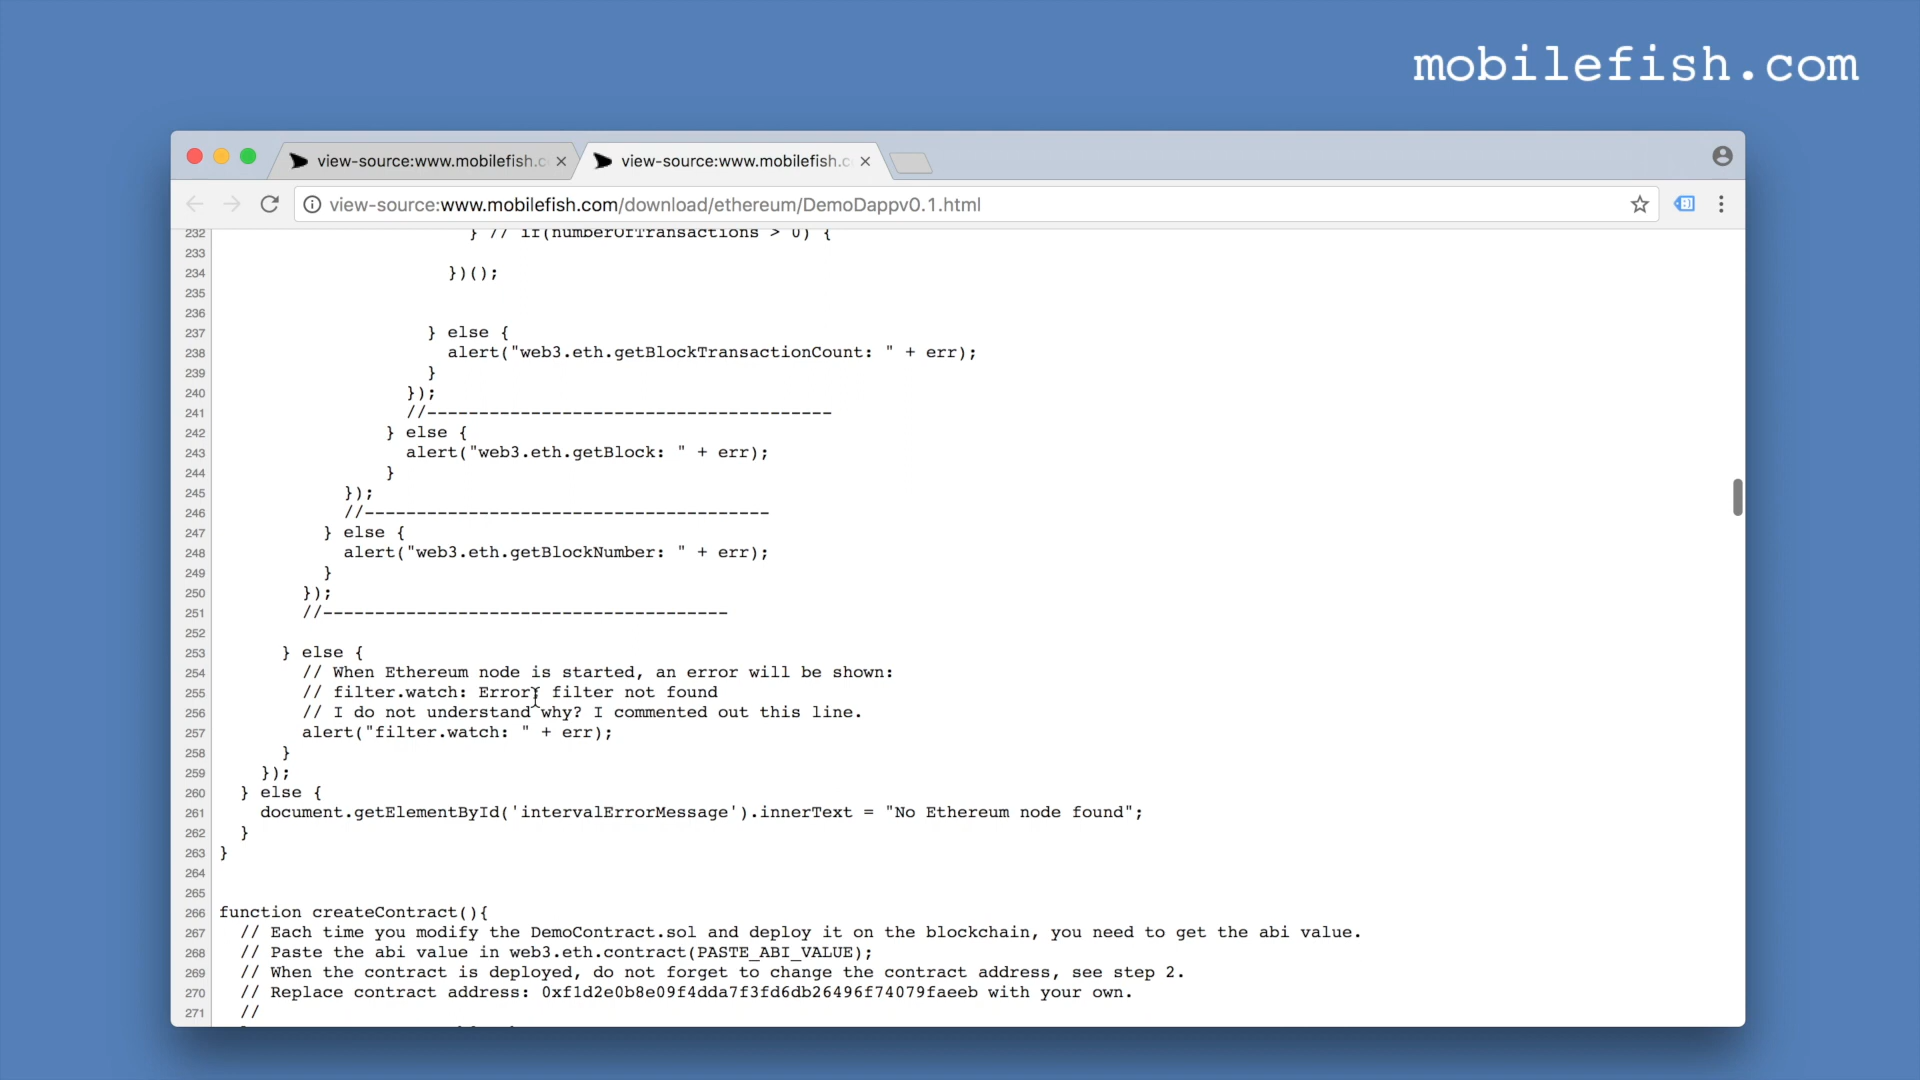 mobilefish.com
view-source:www.mobilefish.c
view-source:www.mobilefish.c
view-source:www.mobilefish.com/download/ethereum/DemoDappv0.1.html
232 } // if(numberOfTransactions > 0) {
233
234 })();
235
236
237 } else {
238 alert("web3.eth.getBlockTransactionCount: " + err);
239 }
240 });
241 //---------------------------------------
242 } else {
243 alert("web3.eth.getBlock: " + err);
244 }
245 });
246 //---------------------------------------
247 } else {
248 alert("web3.eth.getBlockNumber: " + err);
249 }
250 });
251 //---------------------------------------
252
253 } else {
254 // When Ethereum node is started, an error will be shown:
255 // filter.watch: Error: filter not found
256 // I do not understand why? I commented out this line.
257 alert("filter.watch: " + err);
258 }
259 });
260 } else {
261 document.getElementById('intervalErrorMessage').innerText = "No Ethereum node found";
262 }
263 }
264
265
266 function createContract(){
267 // Each time you modify the DemoContract.sol and deploy it on the blockchain, you need to get the abi value.
268 // Paste the abi value in web3.eth.contract(PASTE_ABI_VALUE);
269 // When the contract is deployed, do not forget to change the contract address, see step 2.
270 // Replace contract address: 0xf1d2e0b8e09f4dda7f3fd6db26496f74079faeeb with your own.
271 //